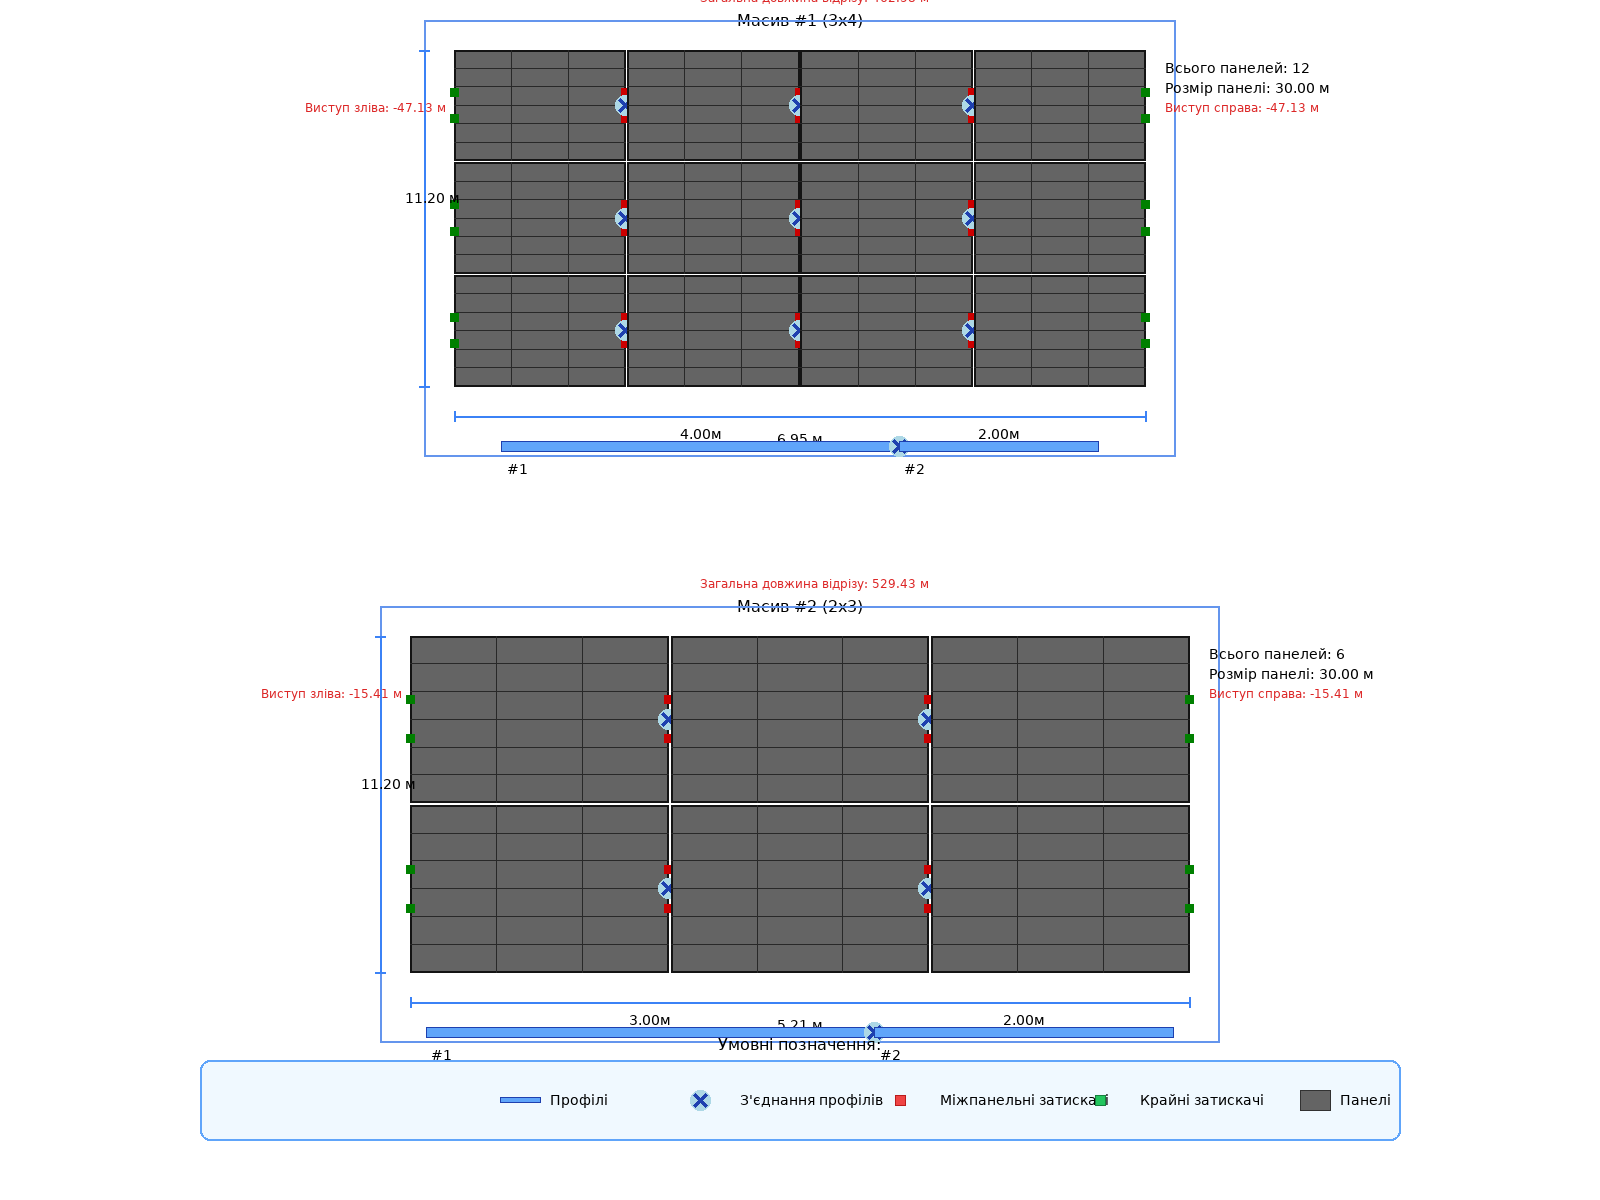 Загальна довжина відрізу:
Масив #1 (3x4)
Всього панелей: 12
Розмір панелі: 30.00 м
Виступ зліва: -47.13 м
Виступ справа: -47.13 м
11.20 м
4.00м
6.95 м
2.00м
#1
#2
Загальна довжина відрізу: 529.43 м
Масив #2 (2x3)
Всього панелей: 6
Розмір панелі: 30.00 м
Виступ зліва: -15.41 м
Виступ справа: -15.41 м
11.20 м
3.00м
5.21 м
2.00м
Умовні позначення:
#1
#2
Профілі
З'єднання профілів
Міжпанельні затискачі
Крайні затискачі
Панелі